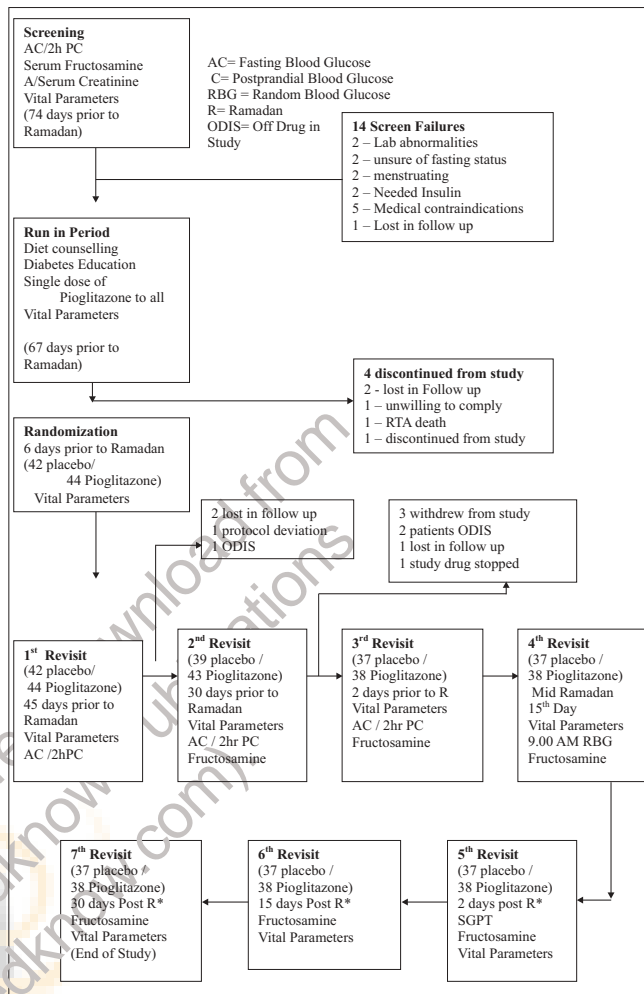 Screening
AC/2h PC
Serum Fructosamine
A/Serum Creatinine
Vital Parameters
(74 days prior to
Ramadan)
AC= Fasting Blood Glucose
C= Postprandial Blood Glucose
RBG = Random Blood Glucose
R= Ramadan
ODIS= Off Drug in
Study
14 Screen Failures
2 – Lab abnormalities
2 – unsure of fasting status
2 – menstruating
2 – Needed Insulin
5 – Medical contraindications
1 – Lost in follow up
Run in Period
Diet counselling
Diabetes Education
Single dose of
Pioglitazone to all
Vital Parameters
(67 days prior to
Ramadan)
4 discontinued from study
2 - lost in Follow up
1 – unwilling to comply
1 – RTA death
1 – discontinued from study
Randomization
6 days prior to Ramadan
(42 placebo/
44 Pioglitazone)
Vital Parameters
2 lost in follow up
1 protocol deviation
1 ODIS
3 withdrew from study
2 patients ODIS
1 lost in follow up
1 study drug stopped
1st Revisit
(42 placebo/
44 Pioglitazone)
45 days prior to
Ramadan
Vital Parameters
AC /2hPC
2nd Revisit
(39 placebo /
43 Pioglitazone)
30 days prior to
Ramadan
Vital Parameters
AC / 2hr PC
Fructosamine
3rd Revisit
(37 placebo /
38 Pioglitazone)
2 days prior to R
Vital Parameters
AC / 2hr PC
Fructosamine
4th Revisit
(37 placebo /
38 Pioglitazone)
Mid Ramadan
15th Day
Vital Parameters
9.00 AM RBG
Fructosamine
7th Revisit
(37 placebo /
38 Pioglitazone)
30 days Post R*
Fructosamine
Vital Parameters
(End of Study)
6th Revisit
(37 placebo /
38 Pioglitazone)
15 days Post R*
Fructosamine
Vital Parameters
5th Revisit
(37 placebo /
38 Pioglitazone)
2 days post R*
SGPT
Fructosamine
Vital Parameters